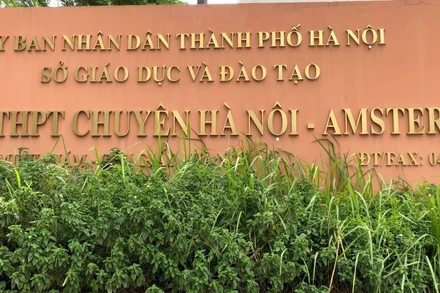 Y BAN NHÂN DÂN THÀNH PHỐ HÀ NỘI
SỞ GIÁO DỤC VÀ ĐÀO TẠO
THPT CHUYÊN HÀ NỘI - AMSTER
ĐT/FAX: 04